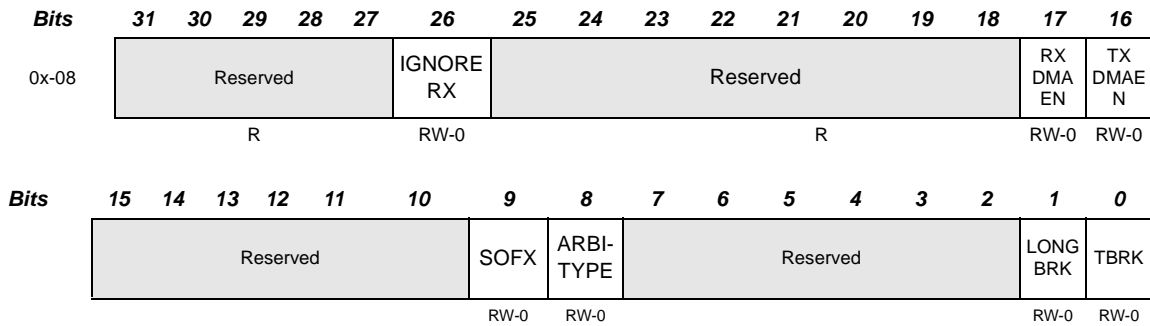 Bits 31 30 29 28 27 26 25 24 23 22 21 20 19 18 17 16
0x-08 Reserved IGNORE RX Reserved RX DMA EN TX DMAE N
R RW-0 R RW-0 RW-0
Bits 15 14 13 12 11 10 9 8 7 6 5 4 3 2 1 0
Reserved SOFX ARBI-TYPE Reserved LONG BRK TBRK
RW-0 RW-0 RW-0 RW-0